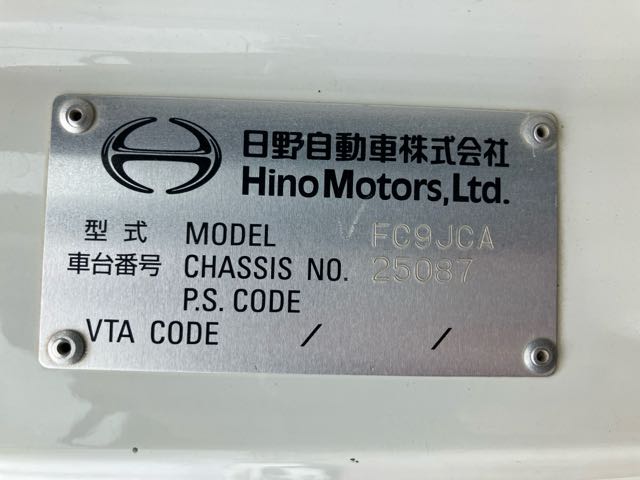 日野自動車株式会社
Hino Motors, Ltd.
型式 MODEL FC9JCA
車台番号 CHASSIS NO. 25087
P.S. CODE
VTA CODE / /